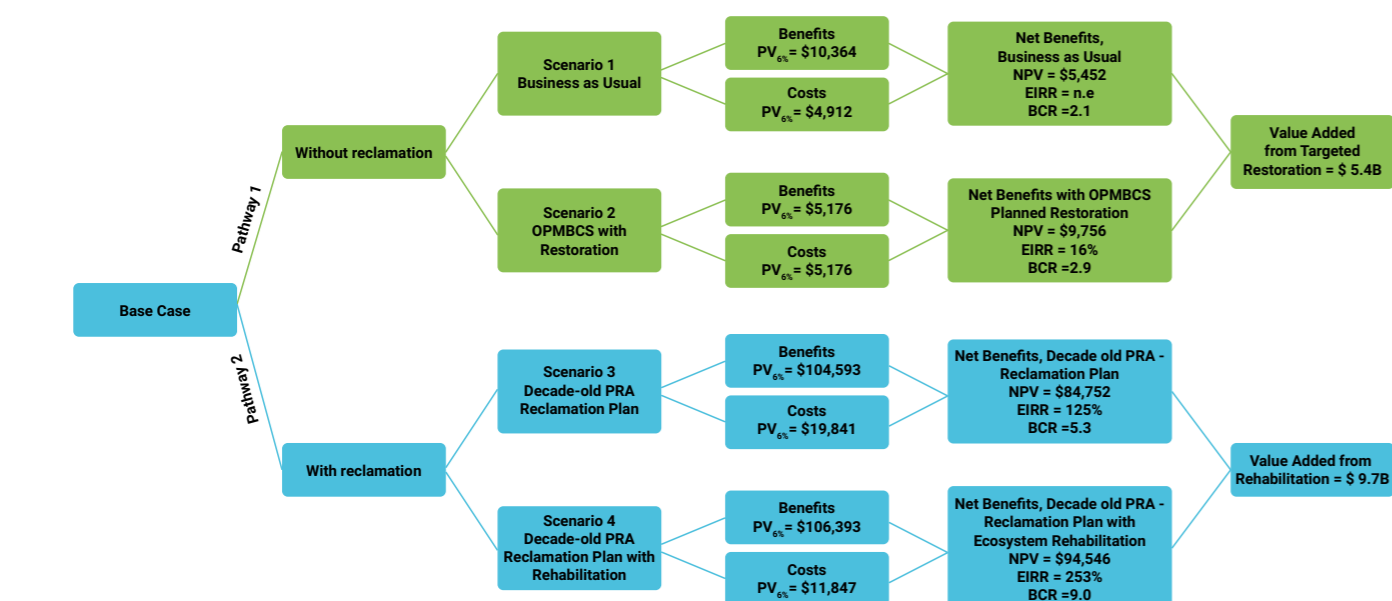 Base Case
Pathway 1
Pathway 2
Without reclamation
With reclamation
Scenario 1
Business as Usual
Scenario 2
OPMBCS with
Restoration
Scenario 3
Decade-old PRA
Reclamation Plan
Scenario 4
Decade-old PRA
Reclamation Plan with
Rehabilitation
Benefits
PV6%= $10,364
Costs
PV6%= $4,912
Benefits
PV6%= $5,176
Costs
PV6%= $5,176
Benefits
PV6%= $104,593
Costs
PV6%= $19,841
Benefits
PV6%= $106,393
Costs
PV6%= $11,847
Net Benefits,
Business as Usual
NPV = $5,452
EIRR = n.e
BCR =2.1
Net Benefits with OPMBCS
Planned Restoration
NPV = $9,756
EIRR = 16%
BCR =2.9
Net Benefits, Decade old PRA -
Reclamation Plan
NPV = $84,752
EIRR = 125%
BCR =5.3
Net Benefits, Decade old PRA -
Reclamation Plan with
Ecosystem Rehabilitation
NPV = $94,546
EIRR = 253%
BCR =9.0
Value Added
from Targeted
Restoration = $ 5.4B
Value Added from
Rehabilitation = $ 9.7B